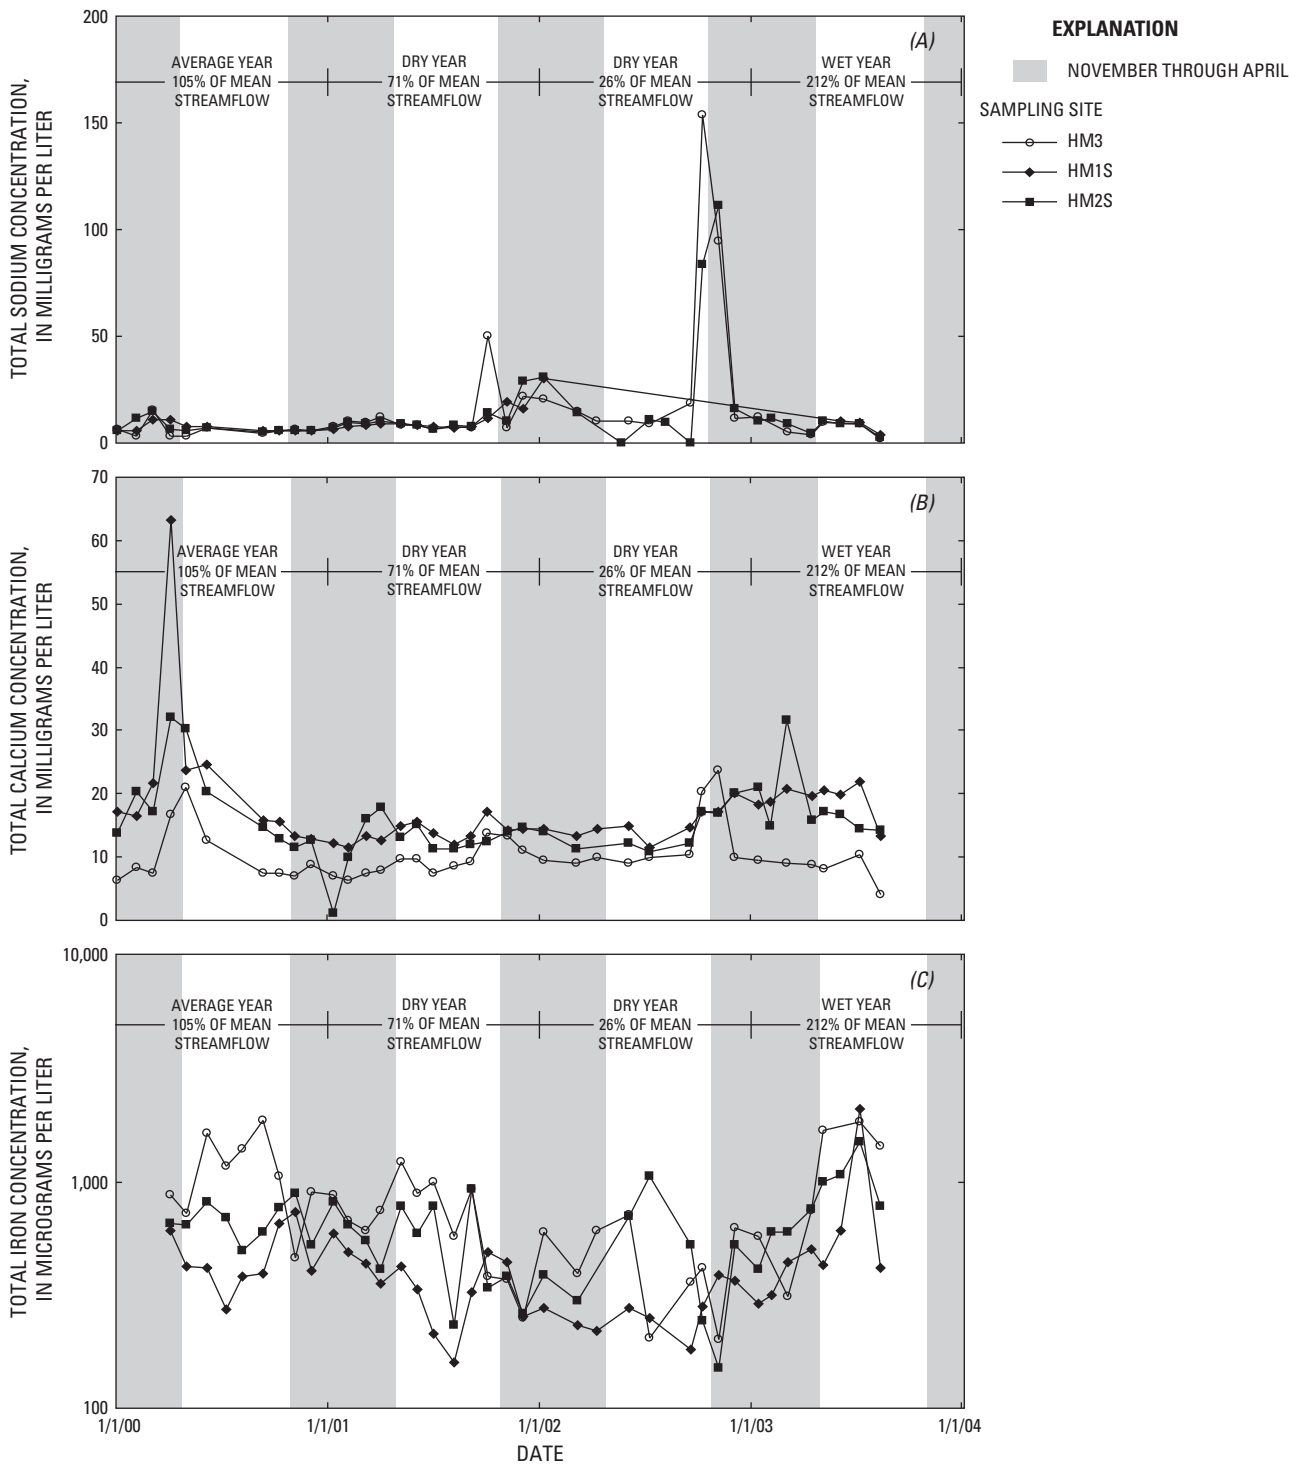 TOTAL SODIUM CONCENTRATION,
IN MILLIGRAMS PER LITER
200
150
100
50
0
(A)
AVERAGE YEAR
105% OF MEAN
STREAMFLOW
DRY YEAR
71% OF MEAN
STREAMFLOW
DRY YEAR
26% OF MEAN
STREAMFLOW
WET YEAR
212% OF MEAN
STREAMFLOW
EXPLANATION
NOVEMBER THROUGH APRIL
SAMPLING SITE
HM3
HM1S
HM2S
TOTAL CALCIUM CONCENTRATION,
IN MILLIGRAMS PER LITER
70
60
50
40
30
20
10
0
(B)
AVERAGE YEAR
105% OF MEAN
STREAMFLOW
DRY YEAR
71% OF MEAN
STREAMFLOW
DRY YEAR
26% OF MEAN
STREAMFLOW
WET YEAR
212% OF MEAN
STREAMFLOW
TOTAL IRON CONCENTRATION,
IN MICROGRAMS PER LITER
10,000
1,000
100
(C)
AVERAGE YEAR
105% OF MEAN
STREAMFLOW
DRY YEAR
71% OF MEAN
STREAMFLOW
DRY YEAR
26% OF MEAN
STREAMFLOW
WET YEAR
212% OF MEAN
STREAMFLOW
1/1/00 1/1/01 1/1/02 1/1/03 1/1/04
DATE